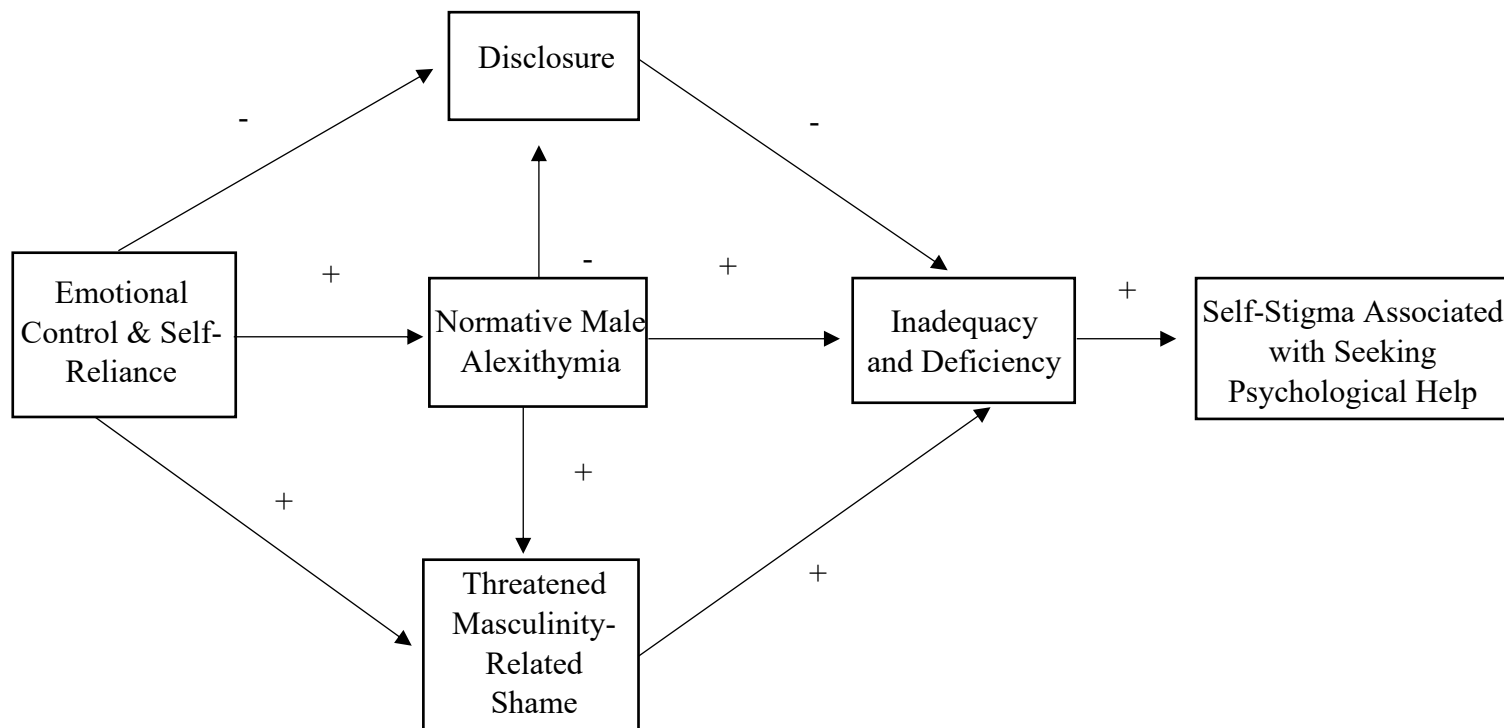 Disclosure
-
-
Emotional
Control & Self-
Reliance
+
-
Normative Male
Alexithymia
+
Inadequacy
and Deficiency
+
Self-Stigma Associated
with Seeking
Psychological Help
+
+
Threatened
Masculinity-
Related
Shame
+